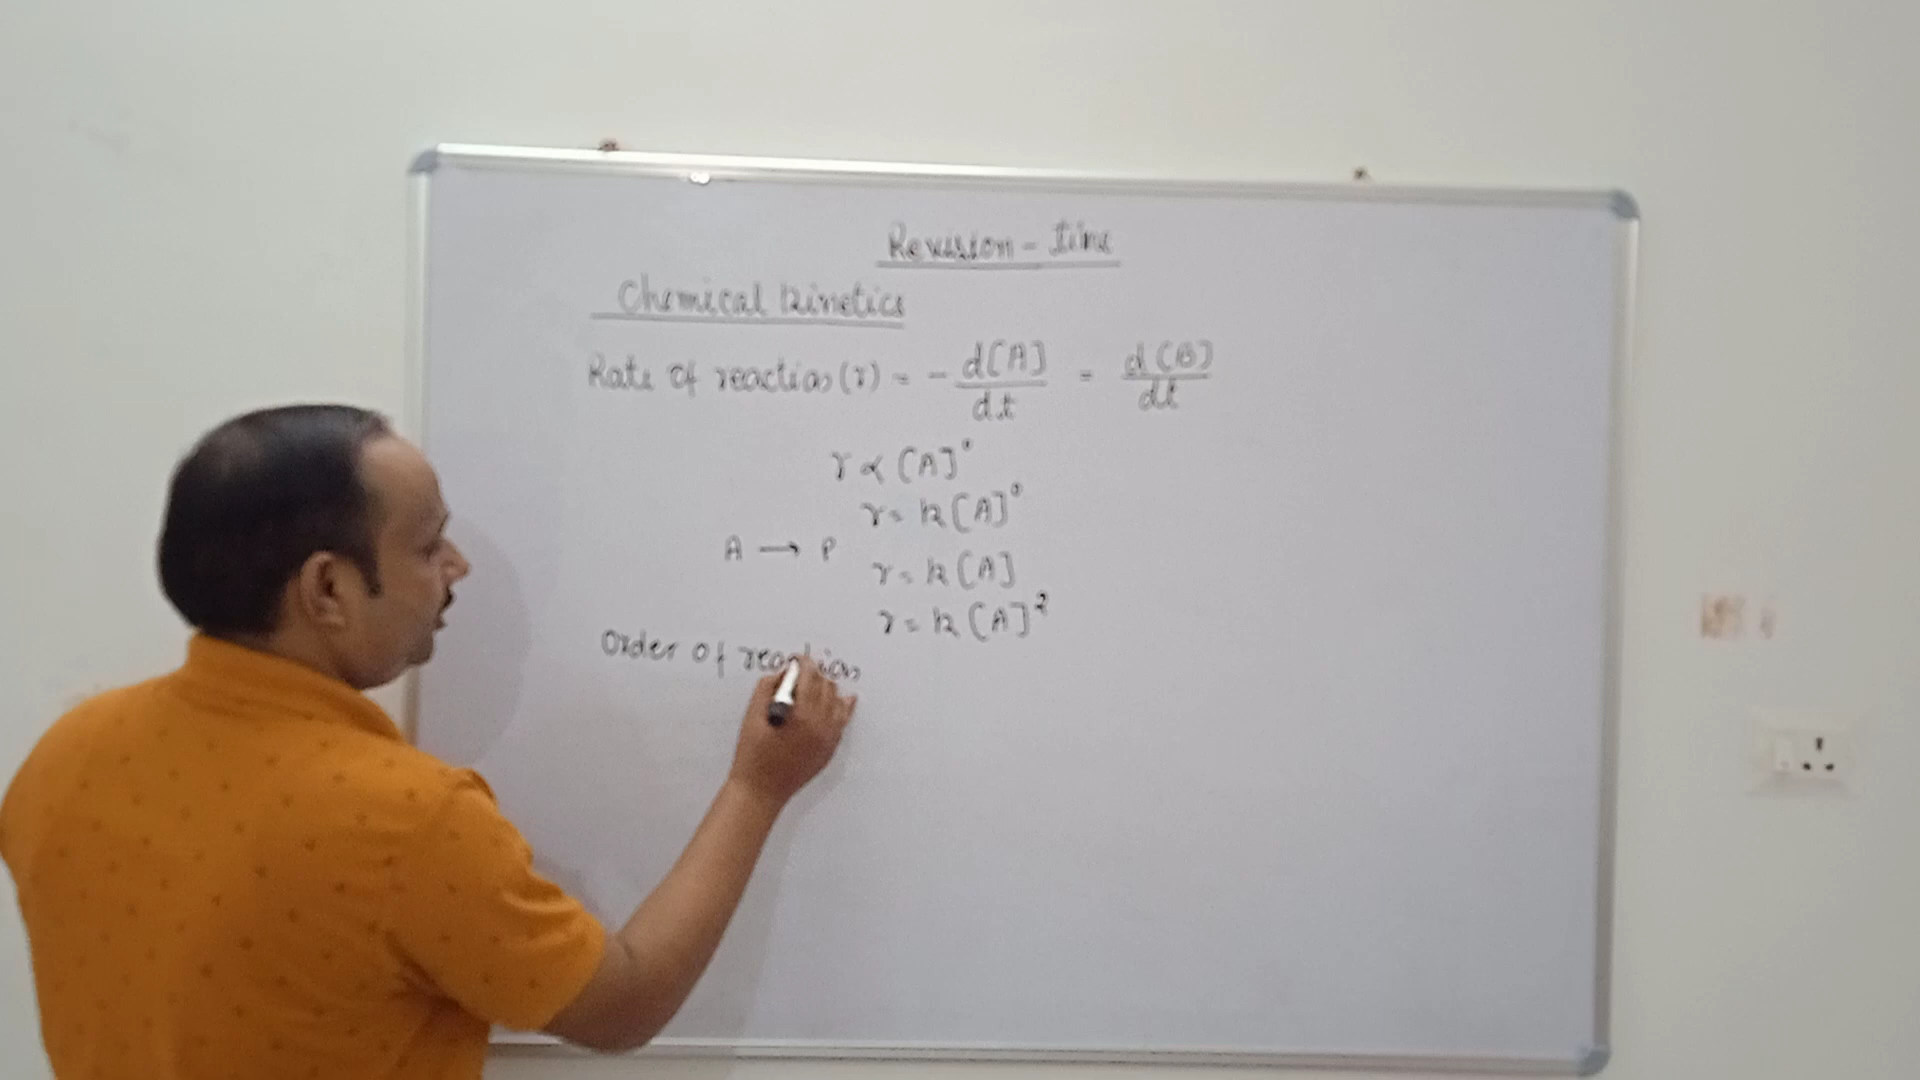 Revision - time
Chemical kinetics
Rate of reaction (r) = - d[A]/dt = d[B]/dt
r ∝ [A]°
r = k[A]°
A → P
r = k[A]
r = k[A]²
Order of reaction